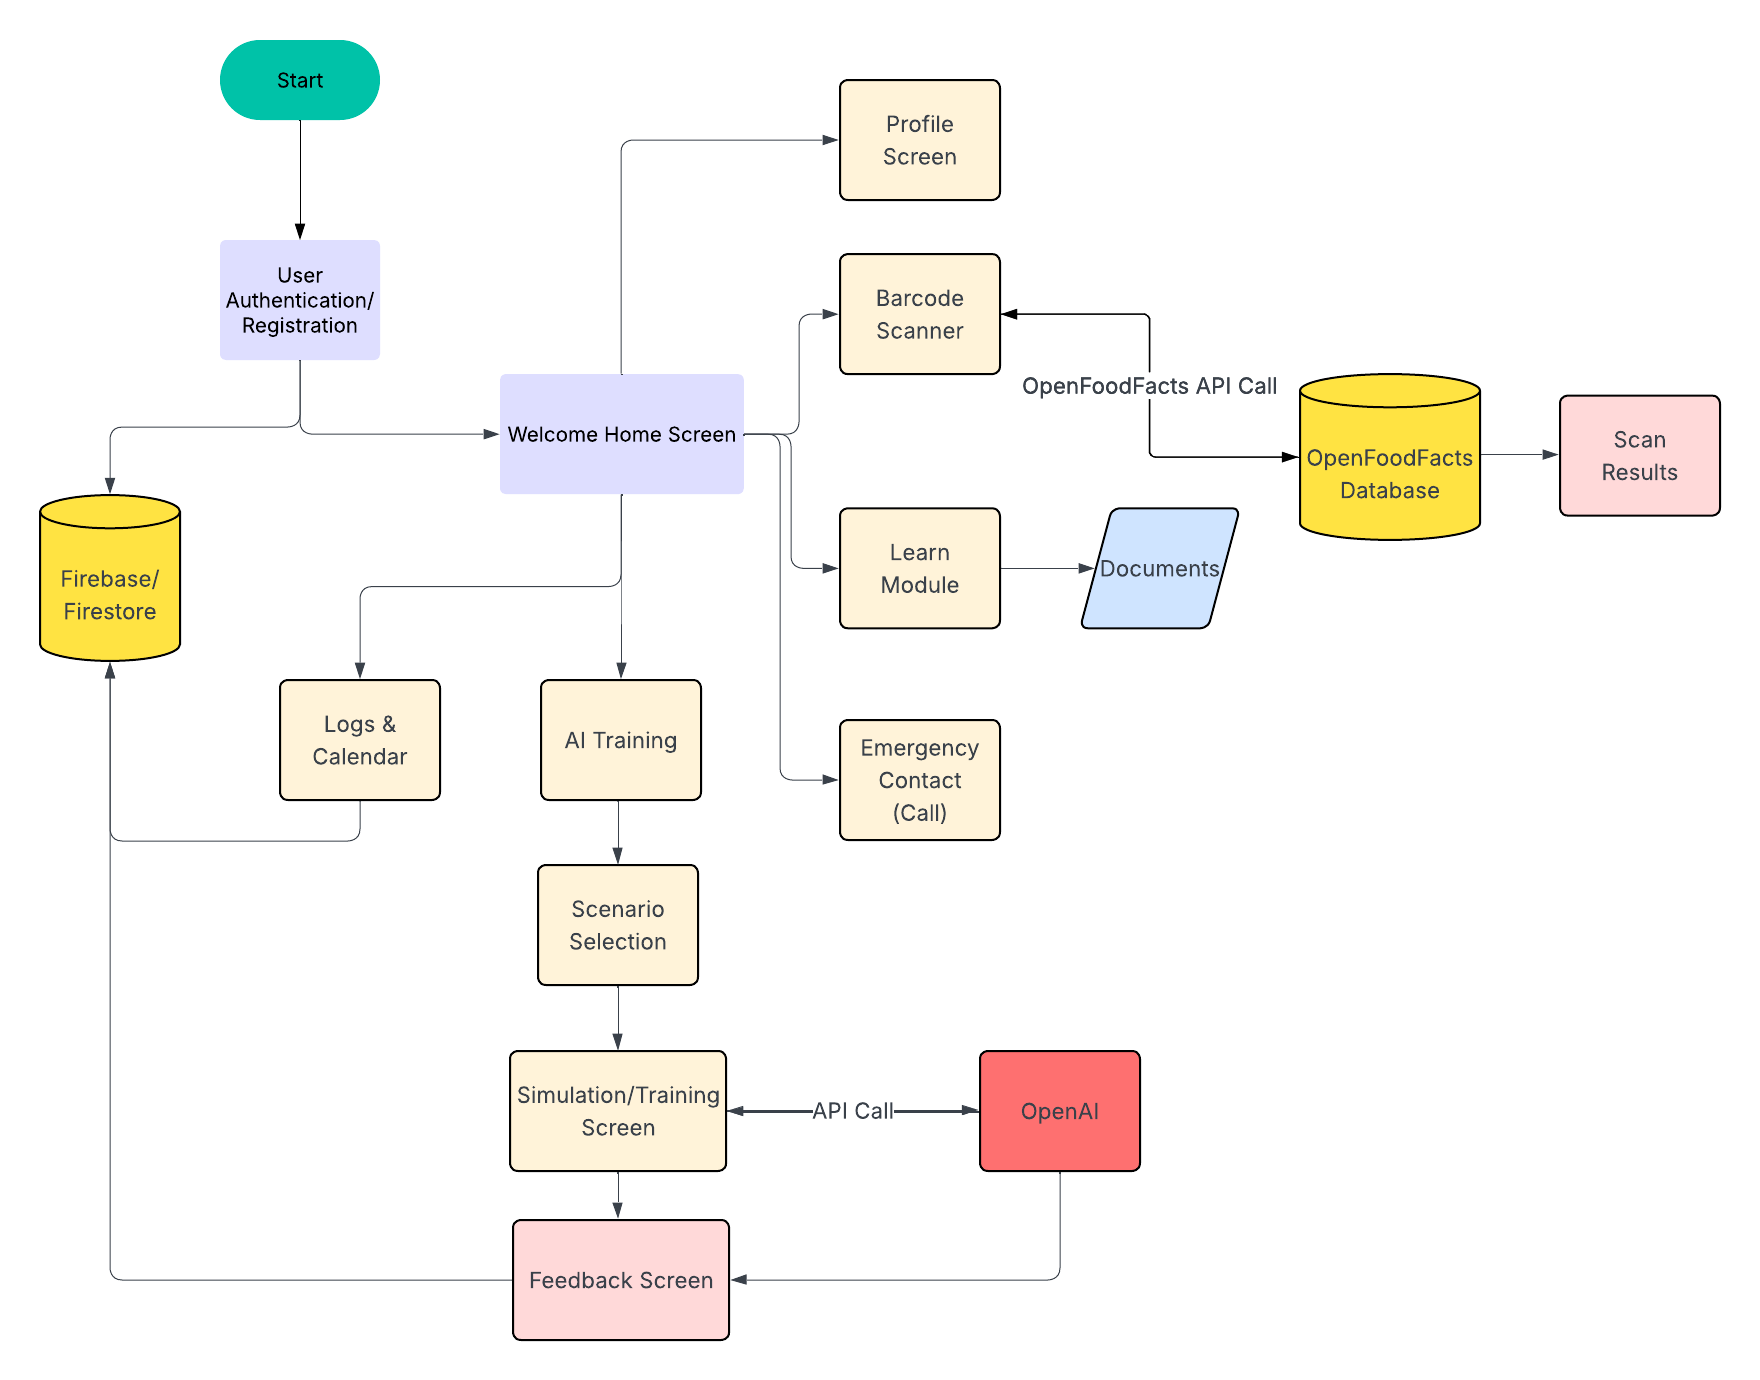 Start
Profile
Screen
User
Authentication/
Registration
Barcode
Scanner
OpenFoodFacts API Call
Welcome Home Screen
OpenFoodFacts
Database
Scan
Results
Firebase/
Firestore
Learn
Module
Documents
Logs &
Calendar
AI Training
Emergency
Contact
(Call)
Scenario
Selection
Simulation/Training
Screen
API Call
OpenAI
Feedback Screen